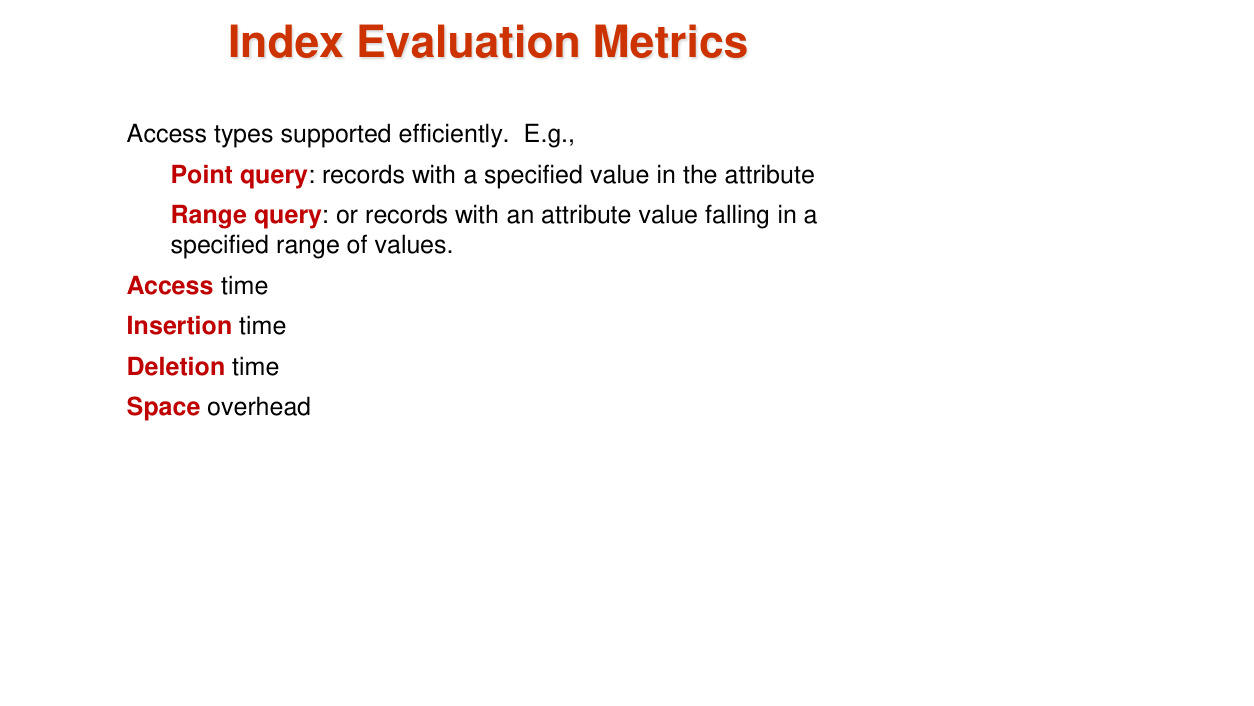 Index Evaluation Metrics
Access types supported efficiently.  E.g.,
Point query: records with a specified value in the attribute
Range query: or records with an attribute value falling in a
specified range of values.
Access time
Insertion time
Deletion time
Space overhead